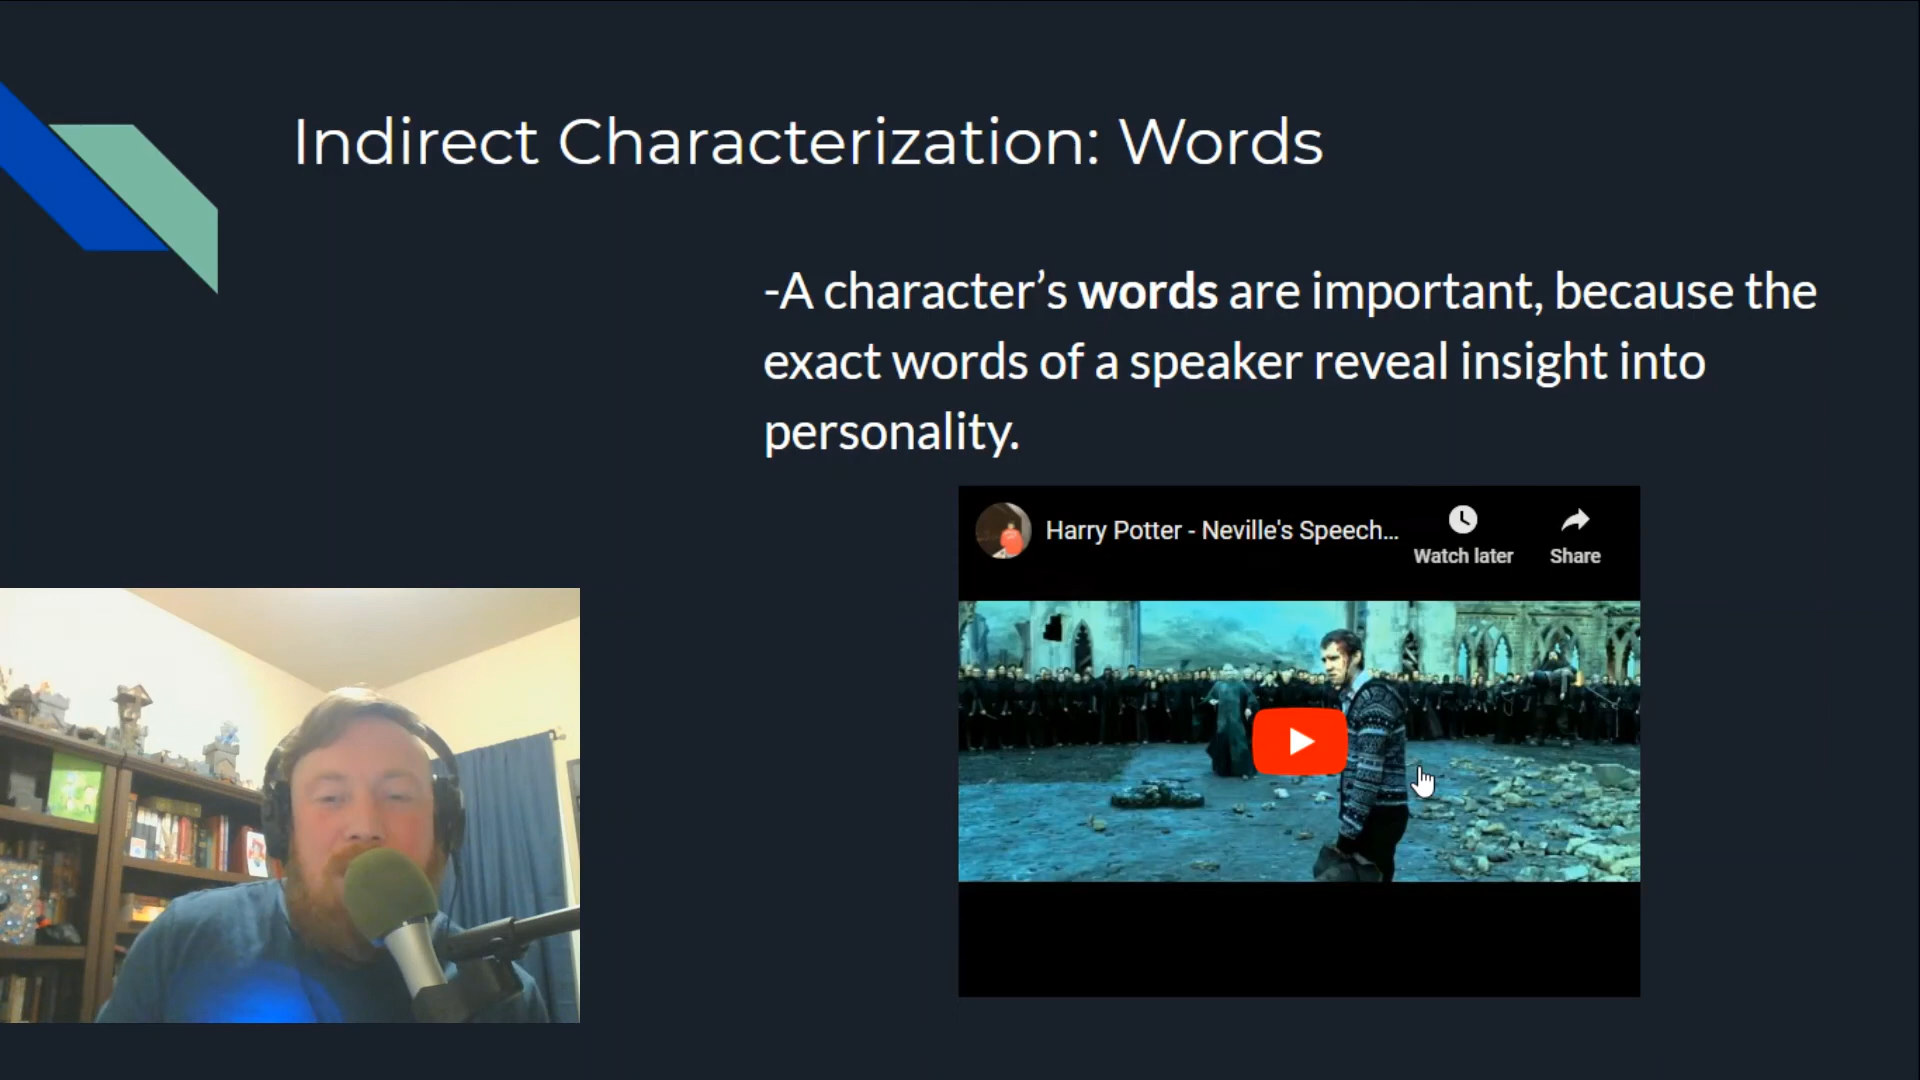 Indirect Characterization: Words
-A character’s words are important, because the
exact words of a speaker reveal insight into
personality.
Harry Potter - Neville's Speech...
Watch later
Share